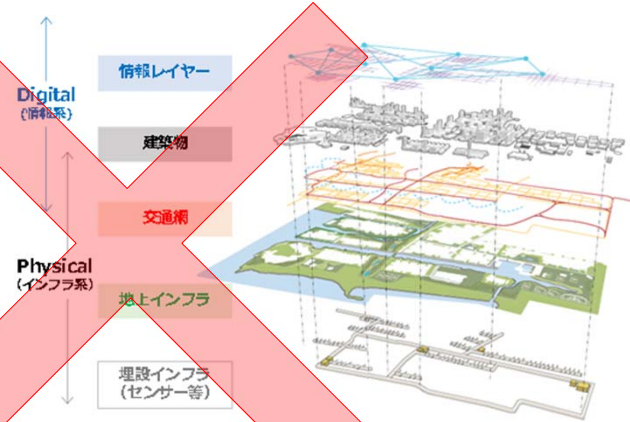 情報レイヤー
Digital
(情報系)
建築物
交通網
Physical
(インフラ系)
地上インフラ
埋設インフラ
(センサー等)